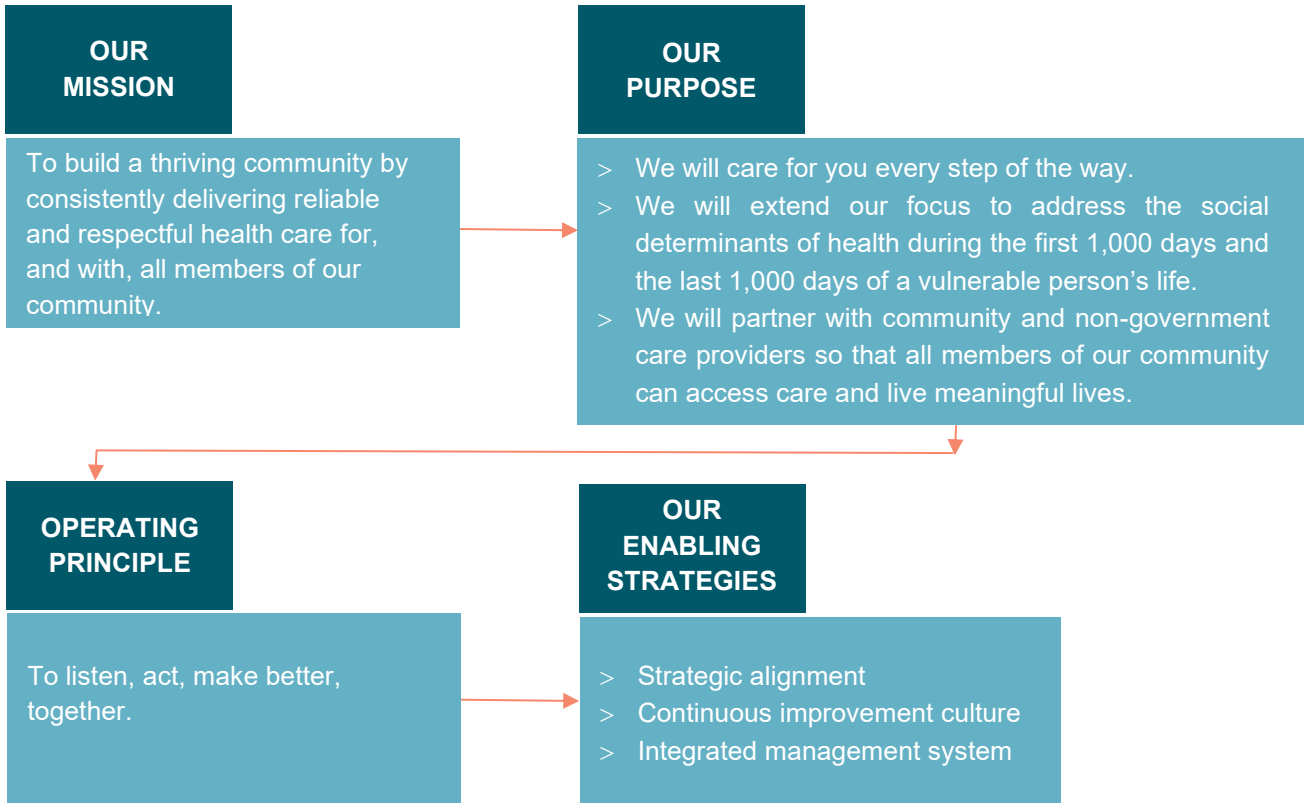 OUR
MISSION
To build a thriving community by
consistently delivering reliable
and respectful health care for,
and with, all members of our
community.
OUR
PURPOSE
> We will care for you every step of the way.
> We will extend our focus to address the social
determinants of health during the first 1,000 days and
the last 1,000 days of a vulnerable person’s life.
> We will partner with community and non-government
care providers so that all members of our community
can access care and live meaningful lives.
OPERATING
PRINCIPLE
To listen, act, make better,
together.
OUR
ENABLING
STRATEGIES
> Strategic alignment
> Continuous improvement culture
> Integrated management system